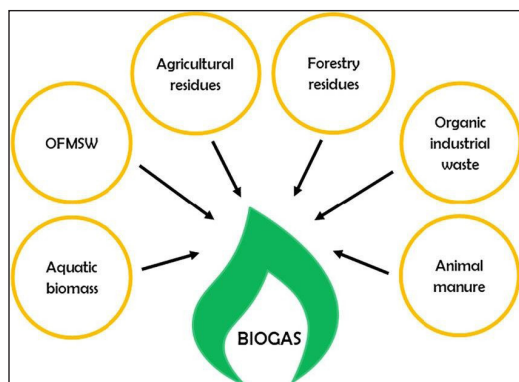 Agricultural
residues
Forestry
residues
OFMSW
Organic
industrial
waste
Aquatic
biomass
Animal
manure
BIOGAS